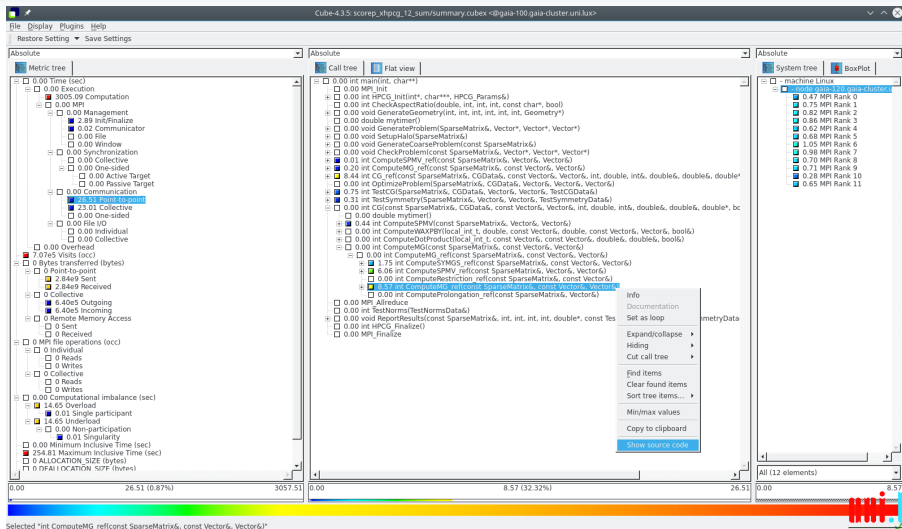 Cube-4.3.5: scorep_xhpcg_12_sum/summary.cubex <@gaia-100.gaia-cluster.uni.lux>
File Display Plugins Help
Restore Setting Save Settings
Absolute
Metric tree
0.00 Time (sec)
0.00 Execution
3005.09 Computation
0.00 MPI
0.00 Management
2.89 Init/Finalize
0.02 Communicator
0.00 File
0.00 Window
0.00 Synchronization
0.00 Collective
0.00 One-sided
0.00 Active Target
0.00 Passive Target
0.00 Communication
26.51 Point-to-point
23.01 Collective
0.00 One-sided
0.00 File I/O
0.00 Individual
0.00 Collective
0.00 Overhead
7.07e5 Visits (occ)
0 Bytes transferred (bytes)
0 Point-to-point
2.84e9 Sent
2.84e9 Received
0 Collective
6.40e5 Outgoing
6.40e5 Incoming
0 Remote Memory Access
0 Sent
0 Received
0 MPI file operations (occ)
0 Individual
0 Reads
0 Writes
0 Collective
0 Reads
0 Writes
0.00 Computational imbalance (sec)
14.65 Overload
0.01 Single participant
14.65 Underload
0.00 Non-participation
0.01 Singularity
0.00 Minimum Inclusive Time (sec)
254.81 Maximum Inclusive Time (sec)
0 ALLOCATION_SIZE (bytes)
0 DEALLOCATION_SIZE (bytes)
0.00 26.51 (0.87%) 3057.51
Absolute
Call tree Flat view
0.00 int main(int, char**)
0.00 MPI_Init
0.00 int HPCG_Init(int*, char***, HPCG_Params&)
0.00 int CheckAspectRatio(double, int, int, int, const char*, bool)
0.00 void GenerateGeometry(int, int, int, int, int, Geometry*)
0.00 double mytimer()
0.00 void GenerateProblem(SparseMatrix&, Vector*, Vector*, Vector*)
0.00 void SetupHalo(SparseMatrix&)
0.00 void GenerateCoarseProblem(const SparseMatrix&)
0.00 void CheckProblem(const SparseMatrix&, Vector*, Vector*, Vector*)
0.01 int ComputeSPMV_ref(const SparseMatrix&, Vector&, Vector&)
0.20 int ComputeMG_ref(const SparseMatrix&, const Vector&, Vector&)
8.44 int CG_ref(const SparseMatrix&, CGData&, const Vector&, Vector&, int, double, int&, double&, double&, double*
0.00 int OptimizeProblem(SparseMatrix&, CGData&, Vector&, Vector&, Vector&)
0.75 int TestCG(SparseMatrix&, CGData&, Vector&, Vector&, TestCGData&)
0.31 int TestSymmetry(SparseMatrix&, Vector&, Vector&, TestSymmetryData&)
0.00 int CG(const SparseMatrix&, CGData&, const Vector&, Vector&, int, double, int&, double&, double&, double*, bo
0.00 double mytimer()
0.44 int ComputeSPMV(const SparseMatrix&, Vector&, Vector&)
0.00 int ComputeWAXPBY(local_int_t, double, const Vector&, double, const Vector&, Vector&, bool&)
0.00 int ComputeDotProduct(local_int_t, const Vector&, const Vector&, double&, double&, bool&)
0.00 int ComputeMG(const SparseMatrix&, const Vector&, Vector&)
0.00 int ComputeMG_ref(const SparseMatrix&, const Vector&, Vector&)
1.75 int ComputeSYMGS_ref(const SparseMatrix&, const Vector&, Vector&)
6.06 int ComputeSPMV_ref(const SparseMatrix&, Vector&, Vector&)
0.00 int ComputeRestriction_ref(const SparseMatrix&, const Vector&)
8.57 int ComputeMG_ref(const SparseMatrix&, const Vector&, Vector&)
0.00 int ComputeProlongation_ref(const SparseMatrix&, Vector&)
0.00 MPI_Allreduce
0.00 int TestNorms(TestNormsData&)
0.00 void ReportResults(const SparseMatrix&, int, int, int, int, double*, const Tes mmetryData
0.00 int HPCG_Finalize()
0.00 MPI_Finalize
Info
Documentation
Set as loop
Expand/collapse
Hiding
Cut call tree
Find items
Clear found items
Sort tree items...
Min/max values
Copy to clipboard
Show source code
0.00 8.57 (32.32%) 26.51
Absolute
System tree BoxPlot
- machine Linux
- node gaia-120.gaia-cluster.u
0.47 MPI Rank 0
0.75 MPI Rank 1
0.82 MPI Rank 2
0.86 MPI Rank 3
0.62 MPI Rank 4
0.68 MPI Rank 5
1.05 MPI Rank 6
0.98 MPI Rank 7
0.70 MPI Rank 8
0.71 MPI Rank 9
0.28 MPI Rank 10
0.65 MPI Rank 11
All (12 elements)
0.00 8.57
Selected "int ComputeMG_ref(const SparseMatrix&, const Vector&, Vector&)"